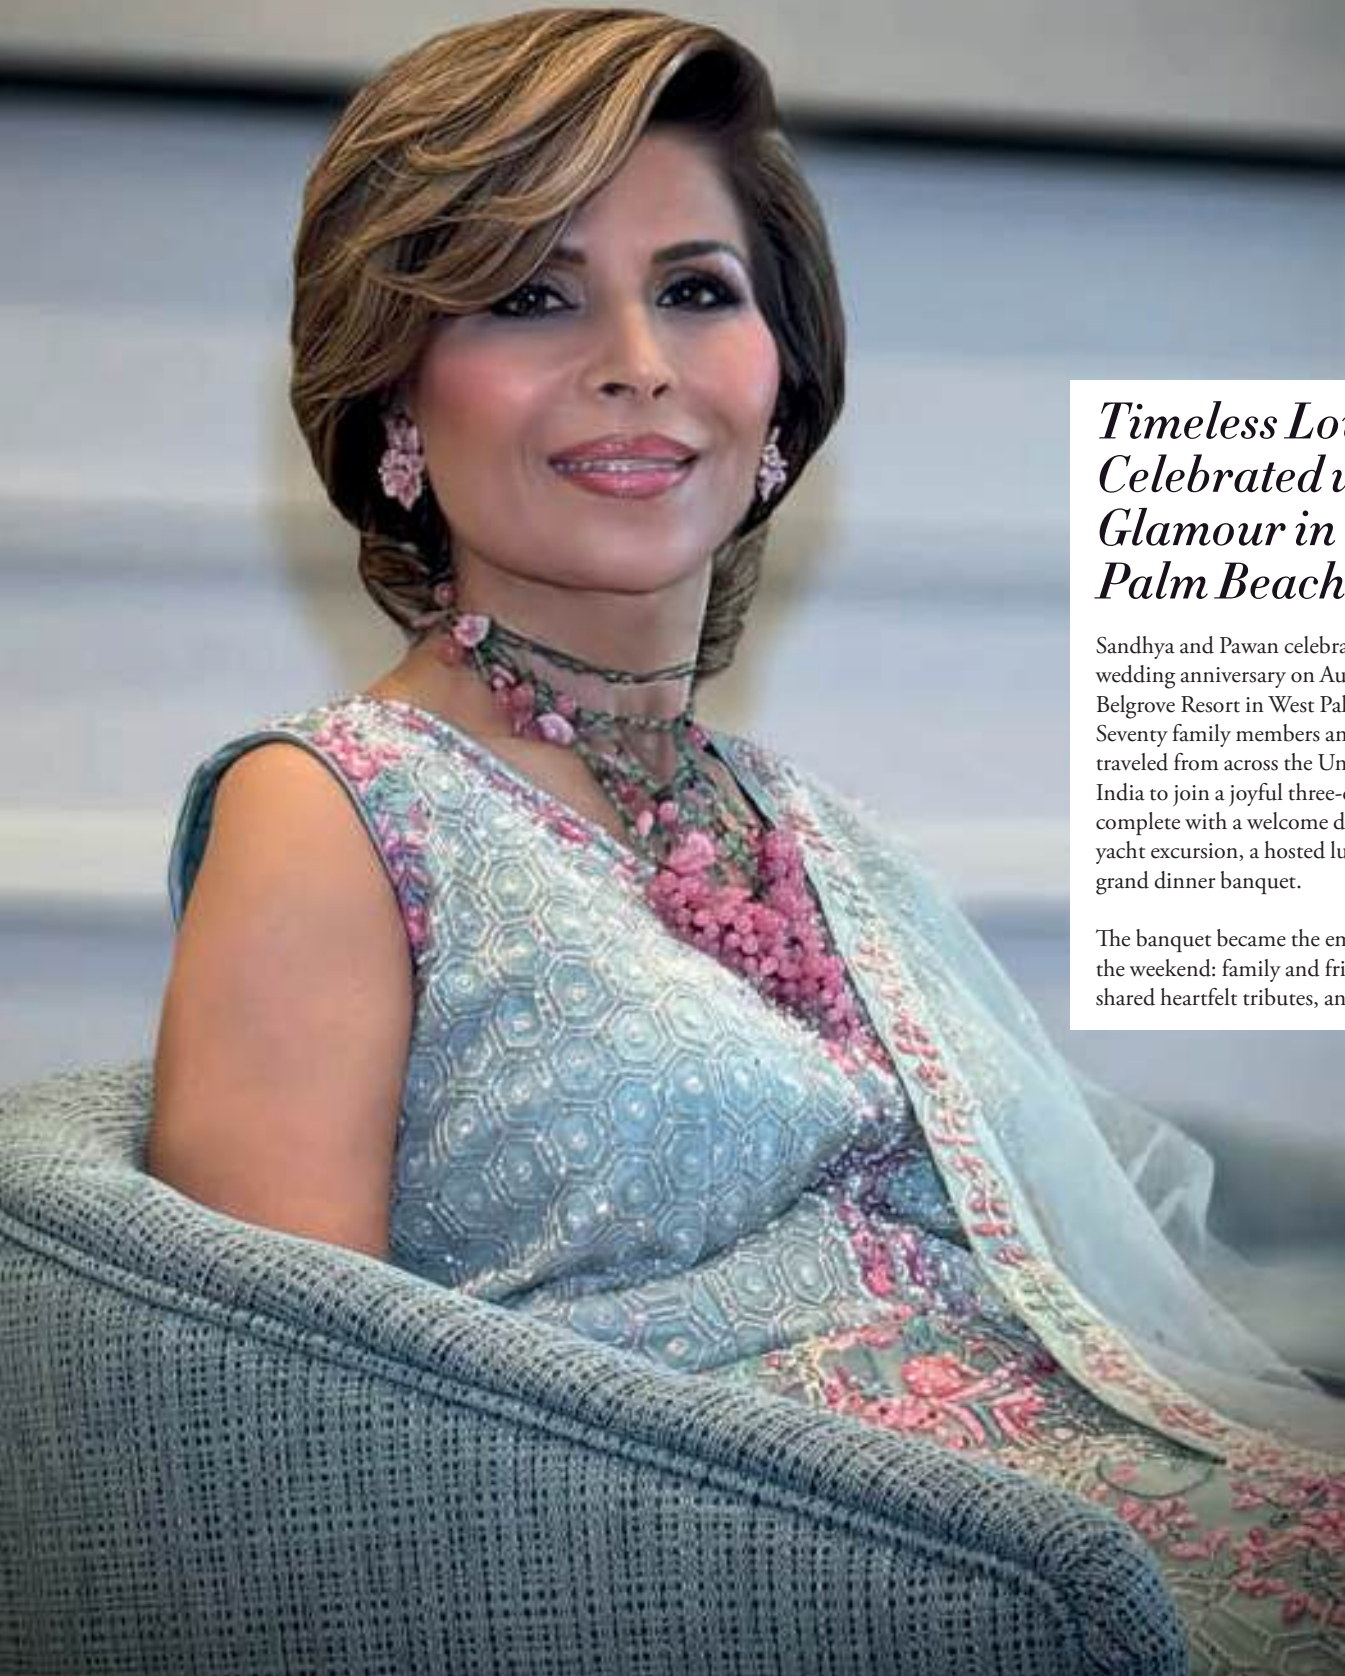 Timeless Lo
Celebrated
Glamour in
Palm Beach
Sandhya and Pawan celebra
wedding anniversary on Au
Belgrove Resort in West Pal
Seventy family members an
traveled from across the Un
India to join a joyful three-
complete with a welcome d
yacht excursion, a hosted lu
grand dinner banquet.
The banquet became the em
the weekend: family and fri
shared heartfelt tributes, an